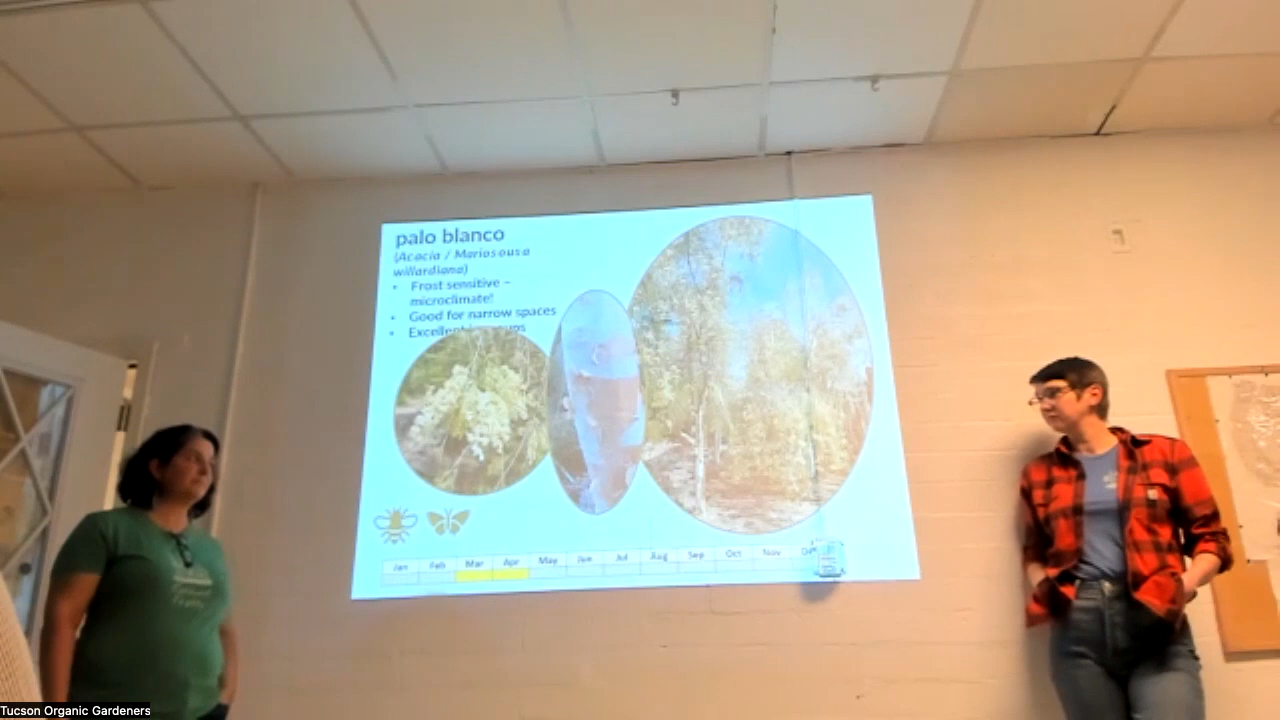 palo blanco
(Acacia / Mariosousa
willardiana)
• Frost sensitive –
microclimate!
• Good for narrow spaces
• Excellent
Jan Feb Mar Apr May Jun Jul Aug Sep Oct Nov
Tucson Organic Gardeners